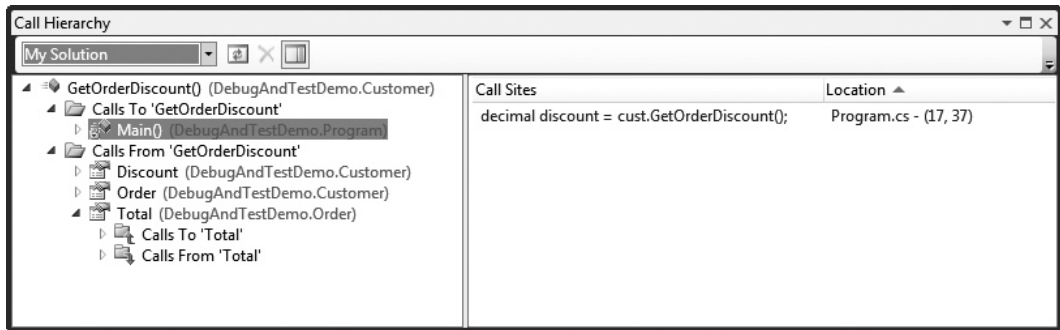 Call Hierarchy
My Solution
GetOrderDiscount() (DebugAndTestDemo.Customer)
Calls To 'GetOrderDiscount'
Main() (DebugAndTestDemo.Program)
Calls From 'GetOrderDiscount'
Discount (DebugAndTestDemo.Customer)
Order (DebugAndTestDemo.Customer)
Total (DebugAndTestDemo.Order)
Calls To 'Total'
Calls From 'Total'
Call Sites Location
decimal discount = cust.GetOrderDiscount(); Program.cs - (17, 37)